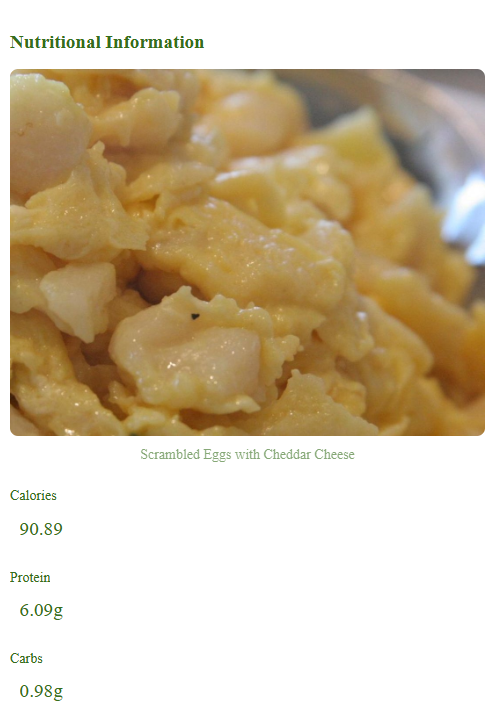 Nutritional Information
Scrambled Eggs with Cheddar Cheese
Calories
90.89
Protein
6.09g
Carbs
0.98g